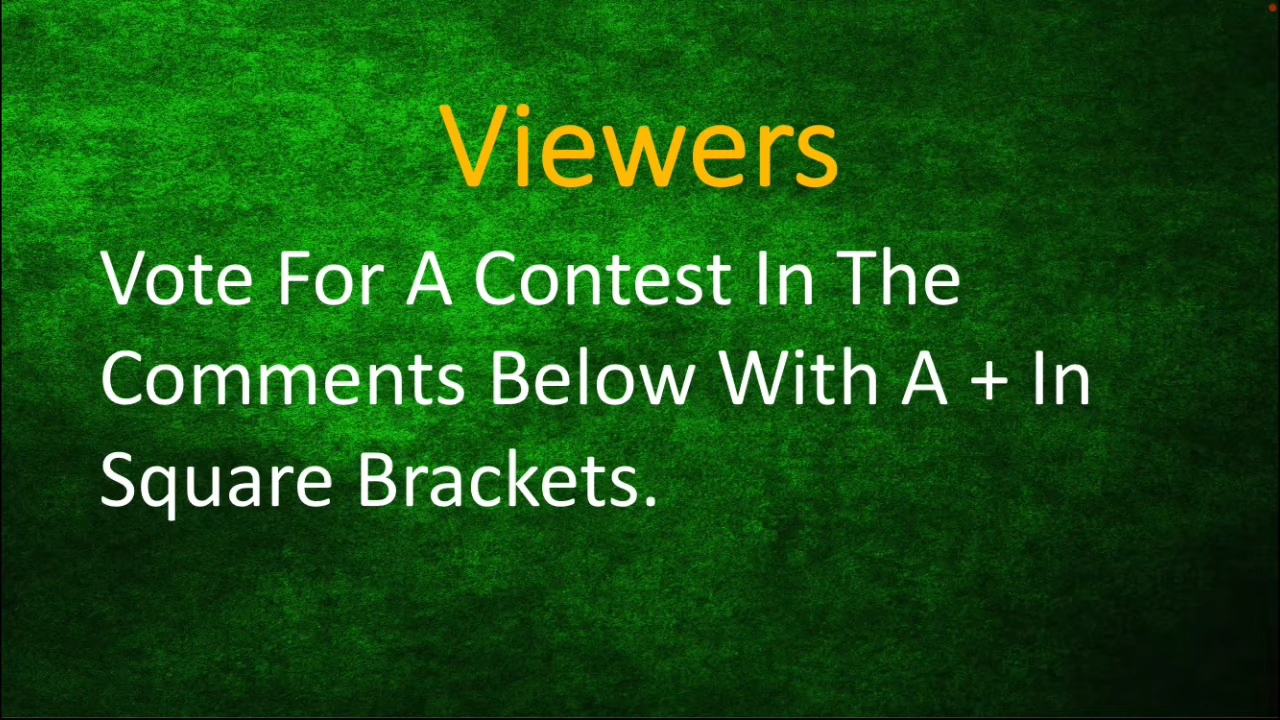 Viewers
Vote For A Contest In The
Comments Below With A + In
Square Brackets.